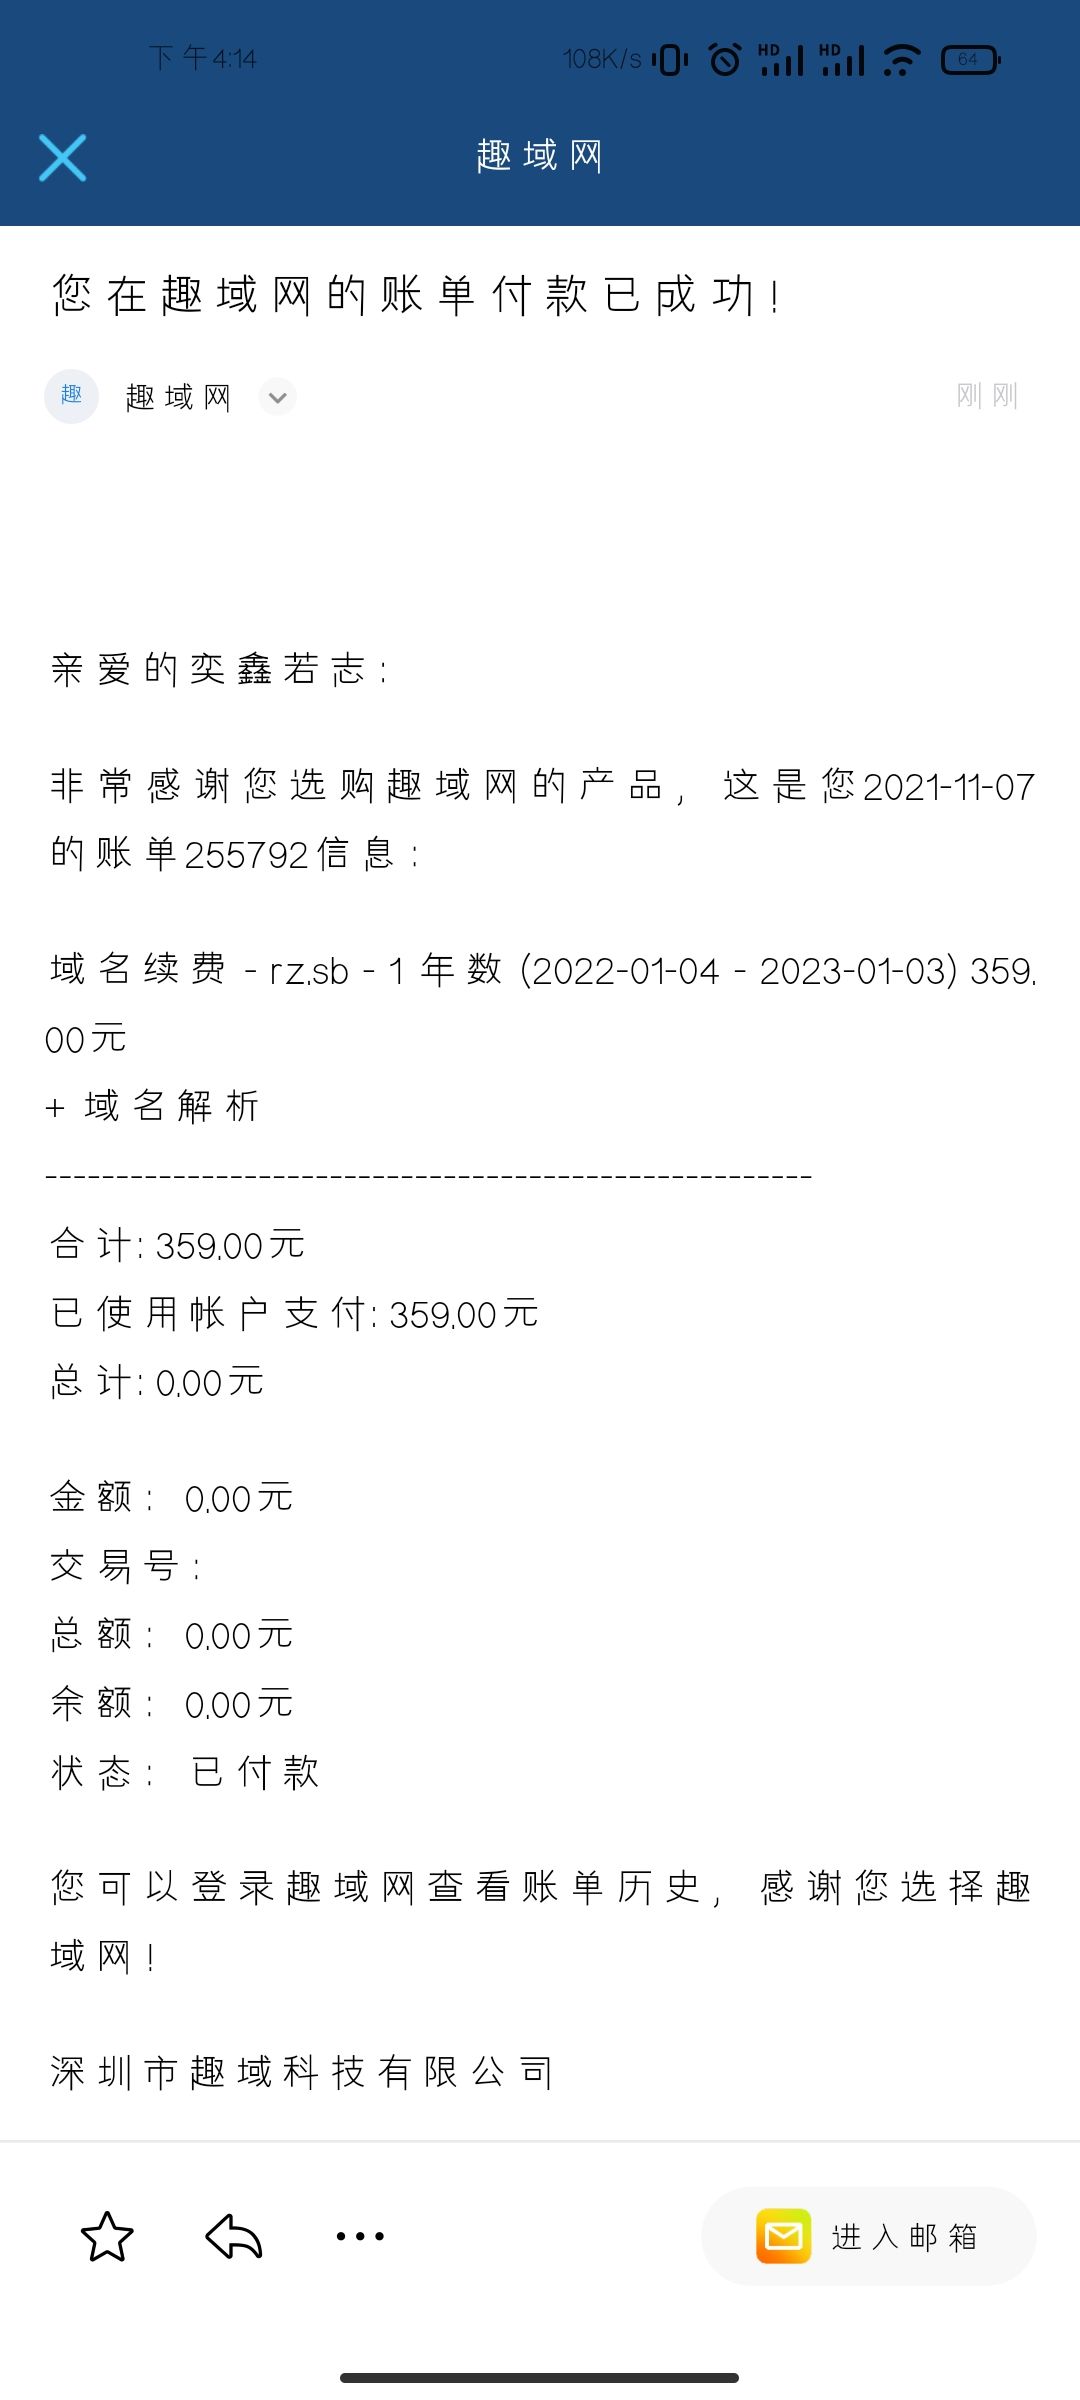 下午4:14 108K/s HD HD 64
趣域网
您在趣域网的账单付款已成功!
趣 趣域网 刚刚
亲爱的奕鑫若志:
非常感谢您选购趣域网的产品，这是您2021-11-07
的账单255792信息:
域名续费 - rz.sb - 1 年数 (2022-01-04 - 2023-01-03) 359.
00元
+ 域名解析
------------------------------------------------------
合计: 359.00元
已使用帐户支付: 359.00元
总计: 0.00元
金额: 0.00元
交易号:
总额: 0.00元
余额: 0.00元
状态: 已付款
您可以登录趣域网查看账单历史，感谢您选择趣
域网!
深圳市趣域科技有限公司
进入邮箱